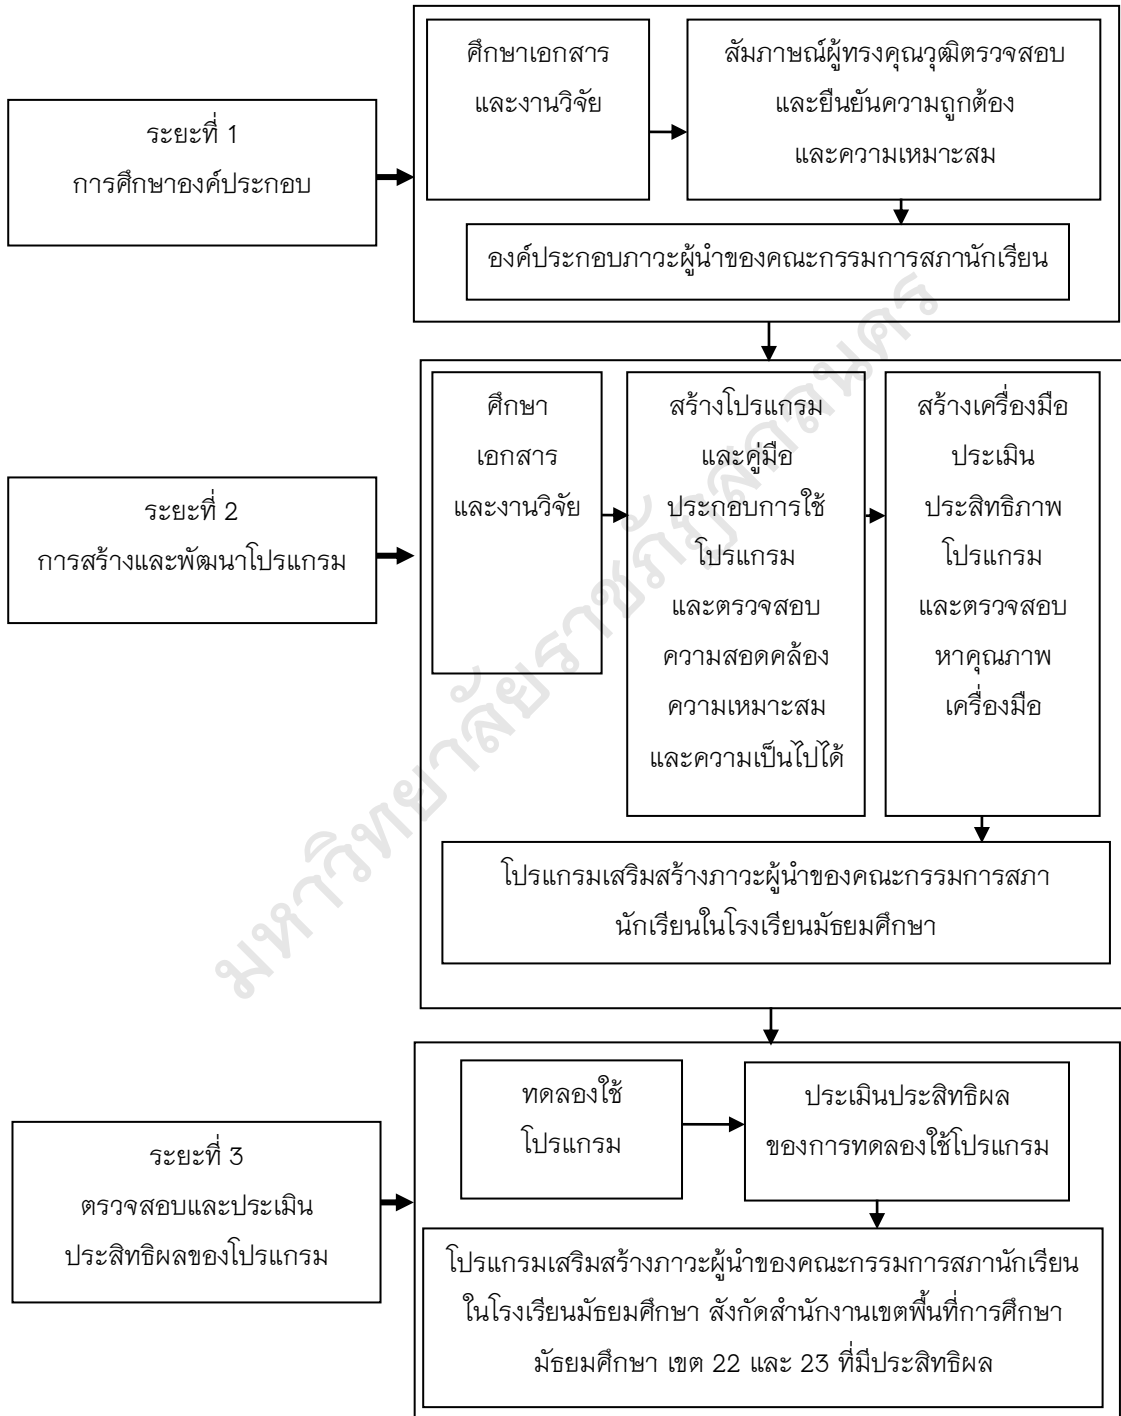 ระยะที่ 1
การศึกษาองค์ประกอบ
ศึกษาเอกสาร
และงานวิจัย
สัมภาษณ์ผู้ทรงคุณวุฒิตรวจสอบ
และยืนยันความถูกต้อง
และความเหมาะสม
องค์ประกอบภาวะผู้นำของคณะกรรมการสภานักเรียน
ระยะที่ 2
การสร้างและพัฒนาโปรแกรม
ศึกษา
เอกสาร
และงานวิจัย
สร้างโปรแกรม
และคู่มือ
ประกอบการใช้
โปรแกรม
และตรวจสอบ
ความสอดคล้อง
ความเหมาะสม
และความเป็นไปได้
สร้างเครื่องมือ
ประเมิน
ประสิทธิภาพ
โปรแกรม
และตรวจสอบ
หาคุณภาพ
เครื่องมือ
โปรแกรมเสริมสร้างภาวะผู้นำของคณะกรรมการสภา
นักเรียนในโรงเรียนมัธยมศึกษา
ระยะที่ 3
ตรวจสอบและประเมิน
ประสิทธิผลของโปรแกรม
ทดลองใช้
โปรแกรม
ประเมินประสิทธิผล
ของการทดลองใช้โปรแกรม
โปรแกรมเสริมสร้างภาวะผู้นำของคณะกรรมการสภานักเรียน
ในโรงเรียนมัธยมศึกษา สังกัดสำนักงานเขตพื้นที่การศึกษา
มัธยมศึกษา เขต 22 และ 23 ที่มีประสิทธิผล
มหาวิทยาลัยราชภัฏสกลนคร